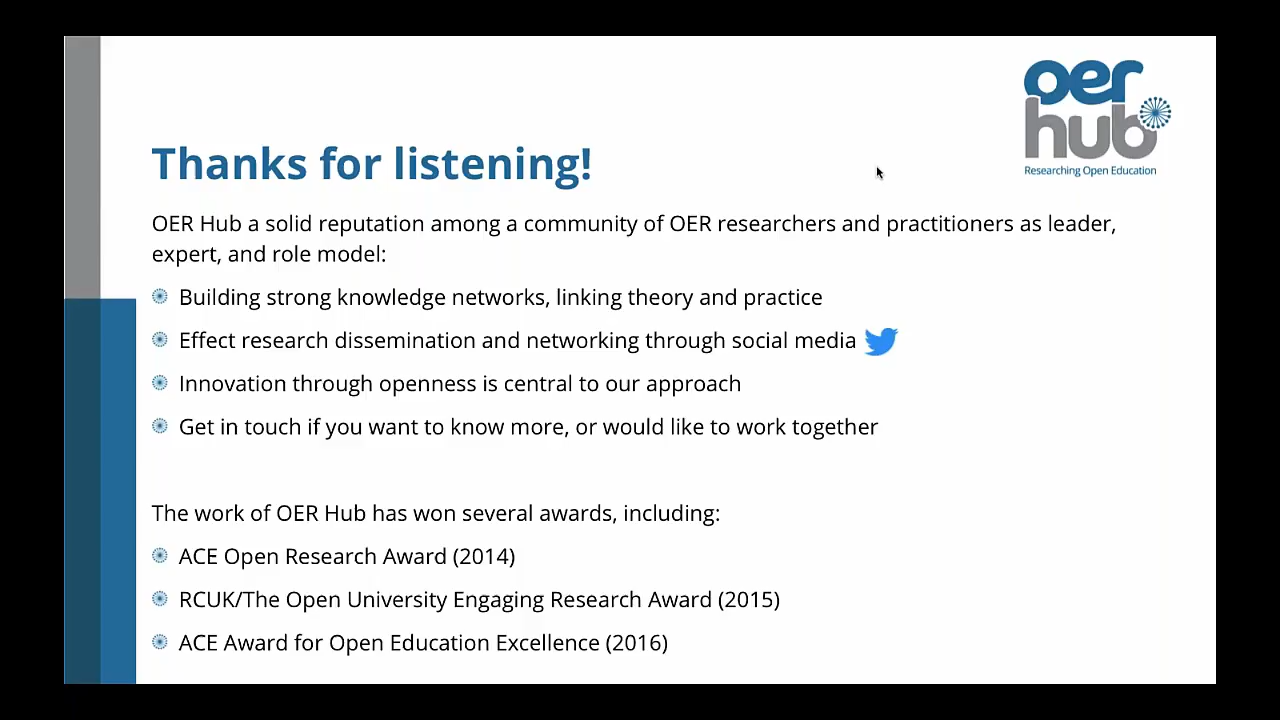 oer
hub
Researching Open Education
Thanks for listening!
OER Hub a solid reputation among a community of OER researchers and practitioners as leader,
expert, and role model:
Building strong knowledge networks, linking theory and practice
Effect research dissemination and networking through social media
Innovation through openness is central to our approach
Get in touch if you want to know more, or would like to work together
The work of OER Hub has won several awards, including:
ACE Open Research Award (2014)
RCUK/The Open University Engaging Research Award (2015)
ACE Award for Open Education Excellence (2016)